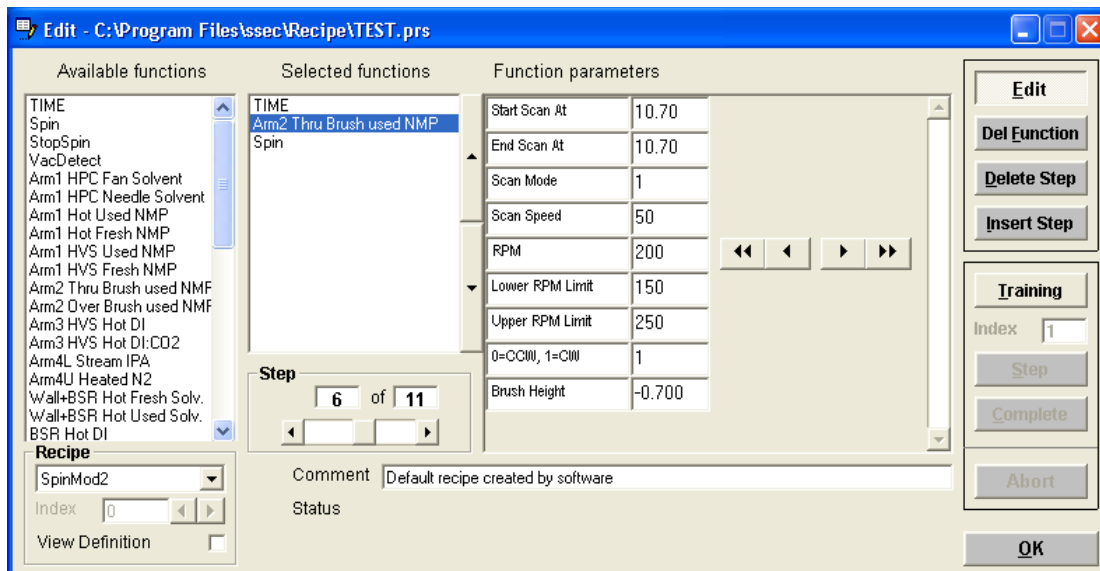 Edit - C:\Program Files\ssec\Recipe\TEST.prs
Available functions
TIME
Spin
StopSpin
VacDetect
Arm1 HPC Fan Solvent
Arm1 HPC Needle Solvent
Arm1 Hot Used NMP
Arm1 Hot Fresh NMP
Arm1 HVS Used NMP
Arm1 HVS Fresh NMP
Arm2 Thru Brush used NMF
Arm2 Over Brush used NMF
Arm3 HVS Hot DI
Arm3 HVS Hot DI:CO2
Arm4L Stream IPA
Arm4U Heated N2
Wall+BSR Hot Fresh Solv.
Wall+BSR Hot Used Solv.
BSR Hot DI
Recipe
SpinMod2
Index 0
View Definition
Selected functions
TIME
Arm2 Thru Brush used NMP
Spin
Step
6 of 11
Function parameters
Start Scan At 10.70
End Scan At 10.70
Scan Mode 1
Scan Speed 50
RPM 200
Lower RPM Limit 150
Upper RPM Limit 250
0=CCW, 1=CW 1
Brush Height -0.700
Comment Default recipe created by software
Status
Edit
Del Function
Delete Step
Insert Step
Training
Index 1
Step
Complete
Abort
OK